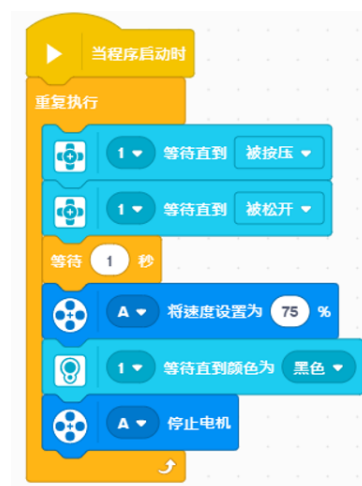 当程序启动时
重复执行
1 等待直到 被按压
1 等待直到 被松开
等待 1 秒
A 将速度设置为 75 %
1 等待直到颜色为 黑色
A 停止电机